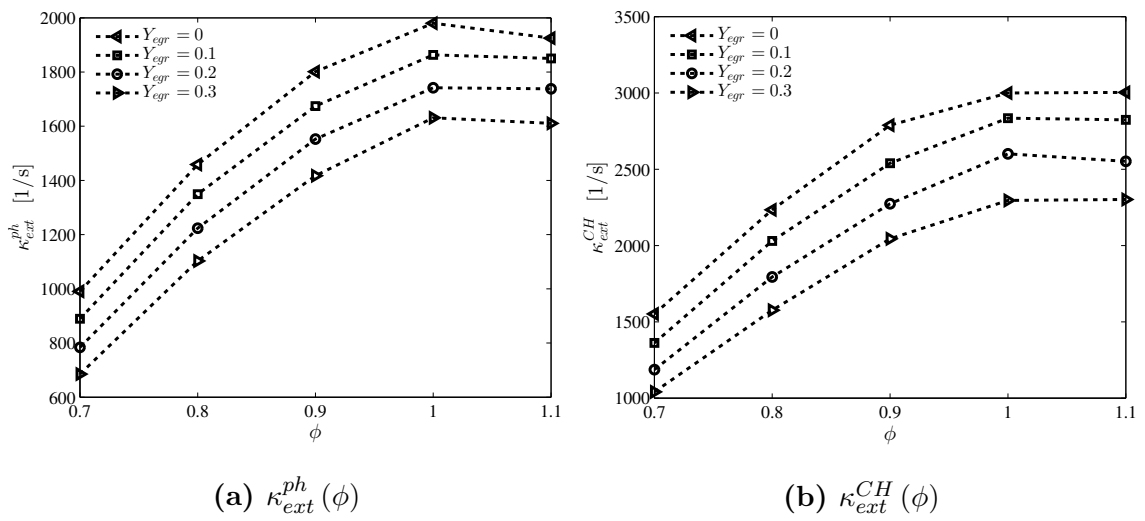 2000
1800
1600
1400
1200
1000
800
600
κ_ext^ph [1/s]
Y_egr = 0
Y_egr = 0.1
Y_egr = 0.2
Y_egr = 0.3
0.7 0.8 0.9 1 1.1
φ
(a) κ_ext^ph (φ)
3500
3000
2500
2000
1500
1000
κ_ext^CH [1/s]
Y_egr = 0
Y_egr = 0.1
Y_egr = 0.2
Y_egr = 0.3
0.7 0.8 0.9 1 1.1
φ
(b) κ_ext^CH (φ)